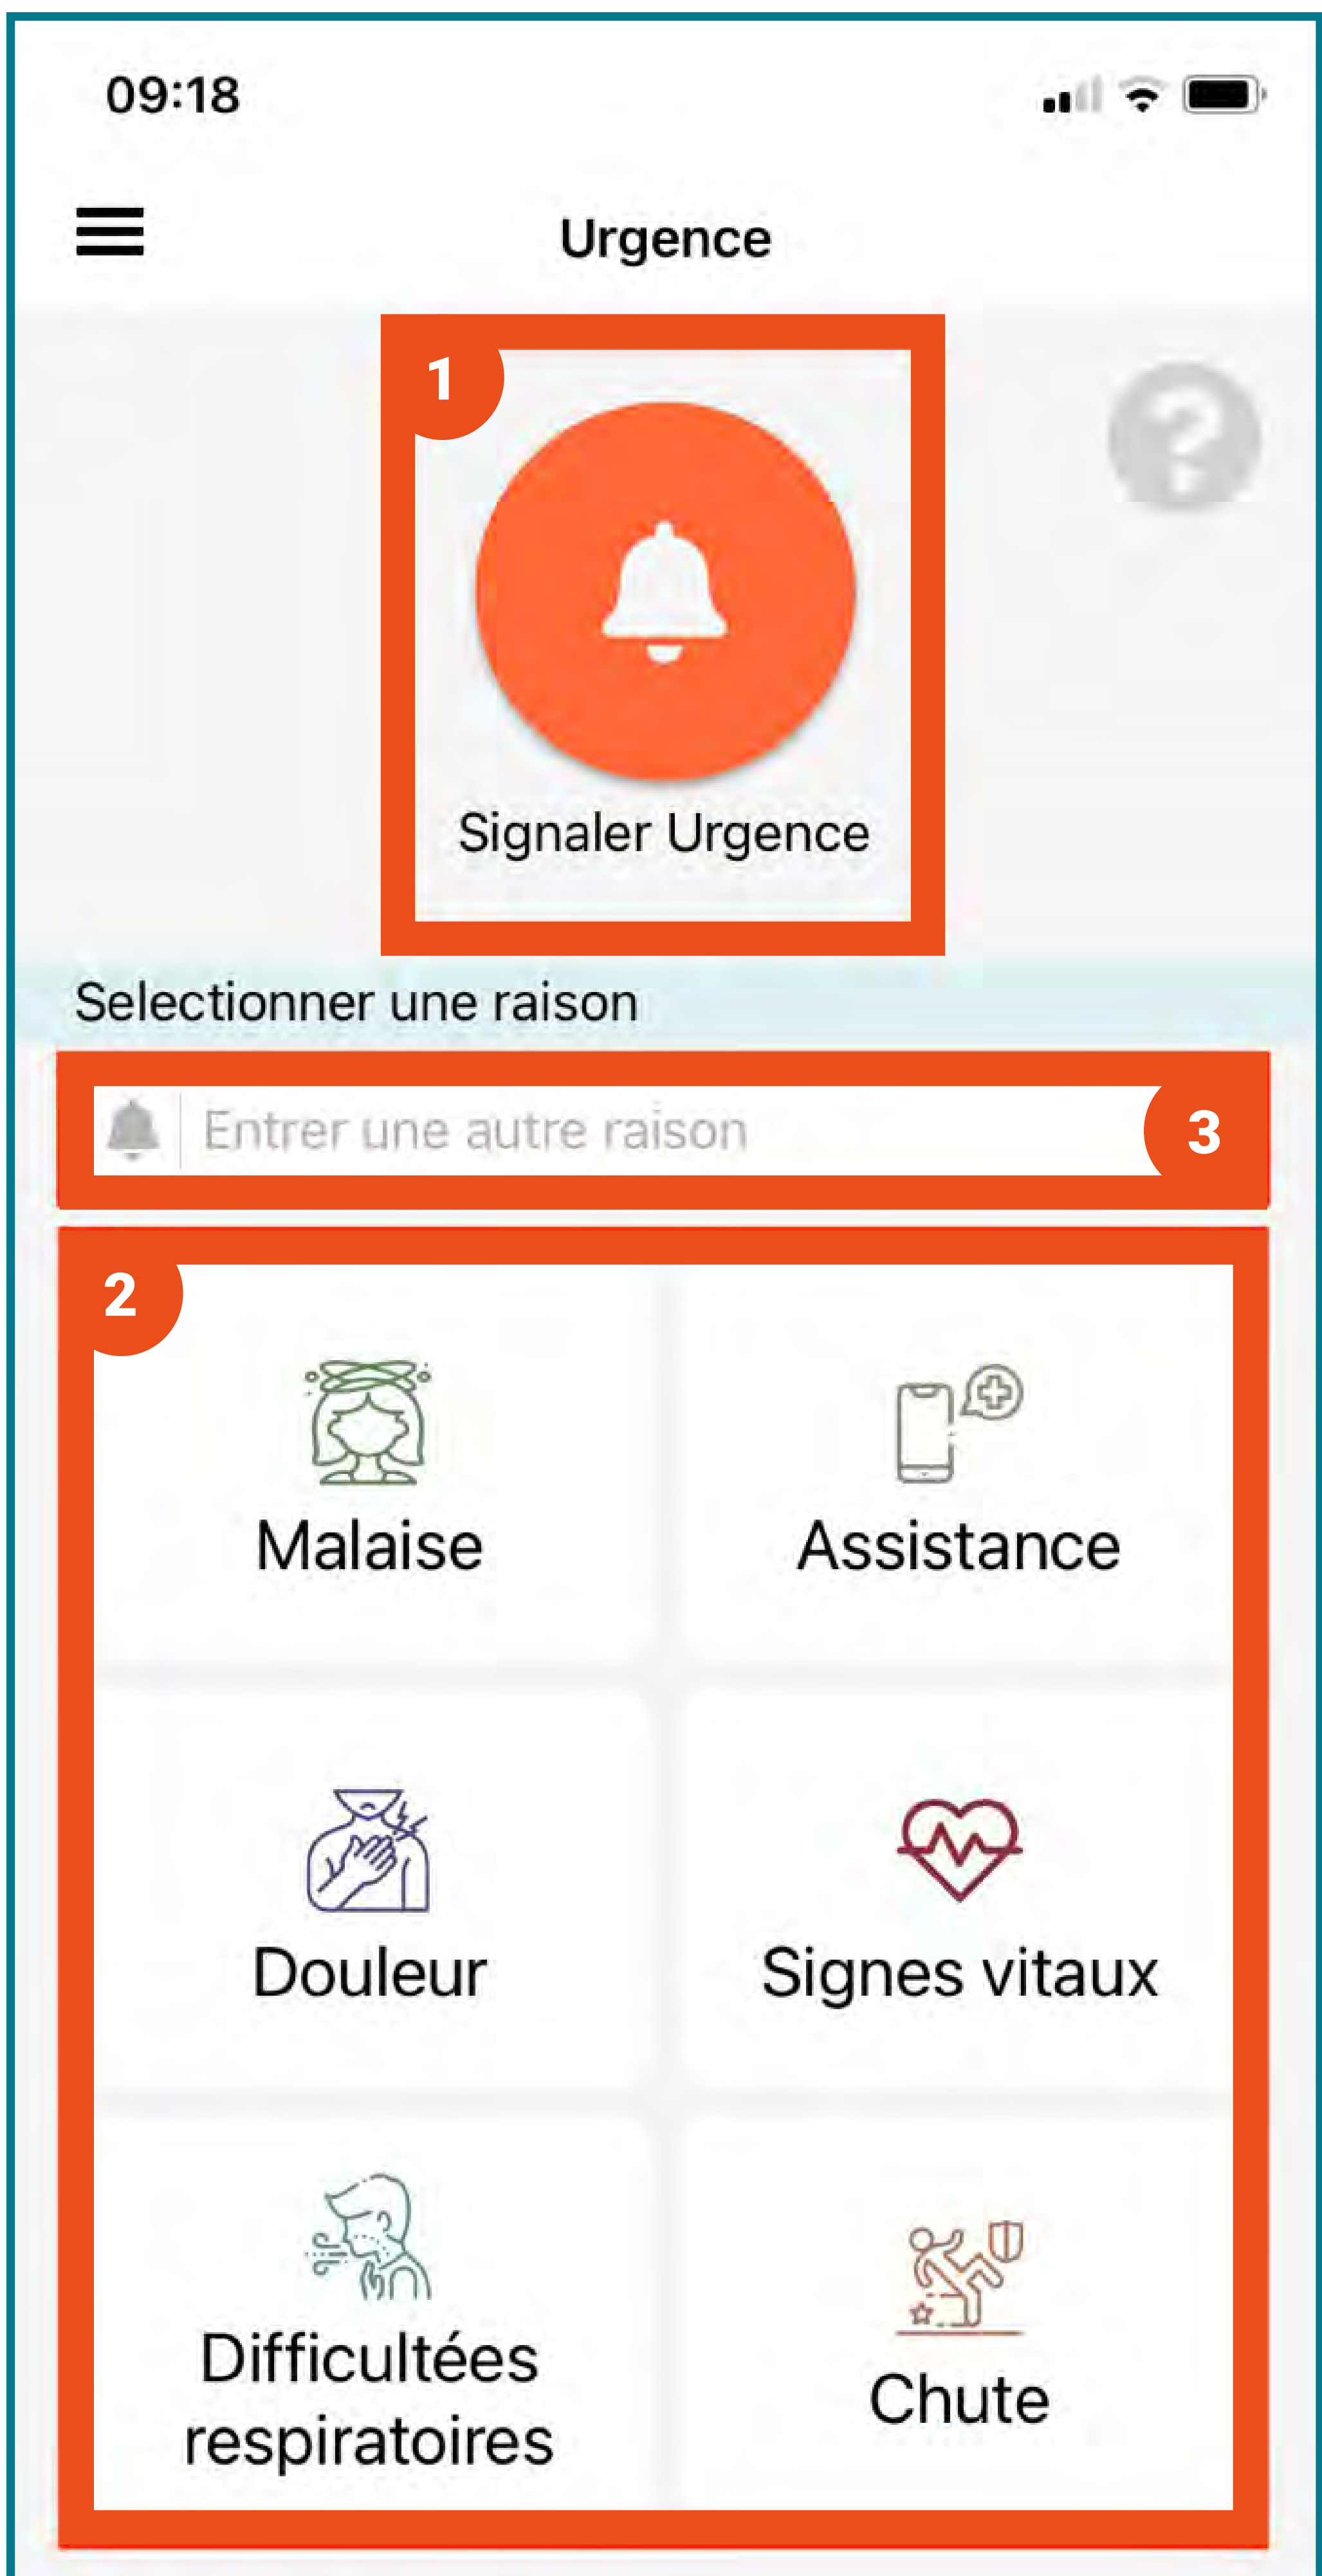 09:18
Urgence
1
?
Signaler Urgence
Selectionner une raison
Entrer une autre raison
3
2
Malaise
Assistance
Douleur
Signes vitaux
Difficultées
respiratoires
Chute